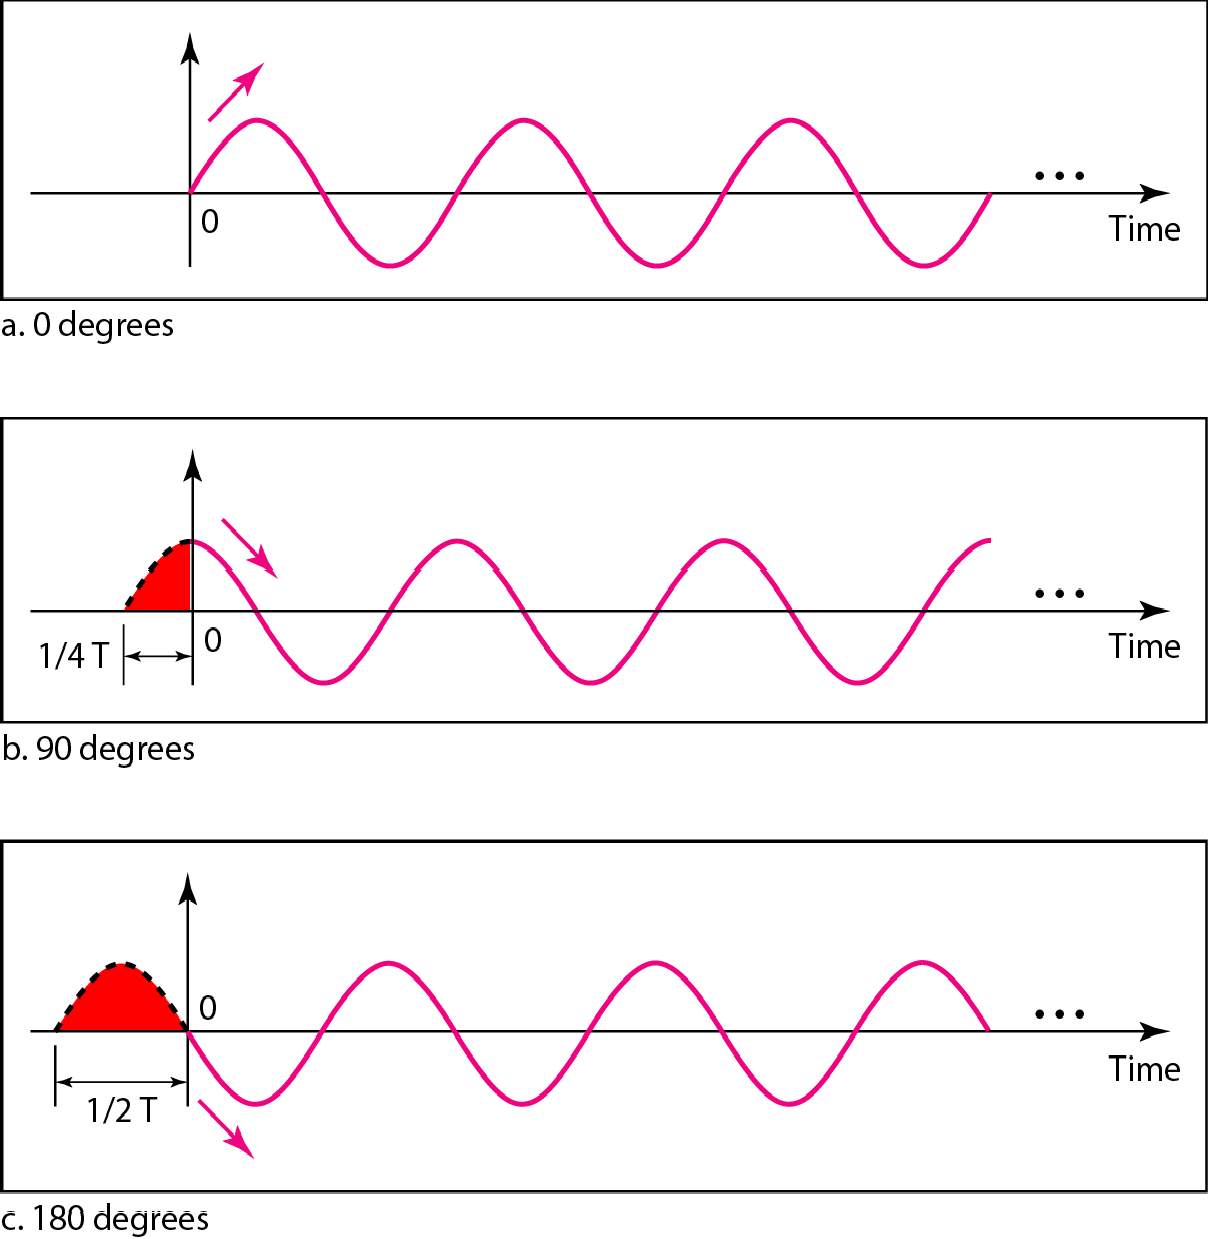 0
Time
a. 0 degrees
0
1/4 T
Time
b. 90 degrees
0
Time
1/2 T
c. 180 degrees